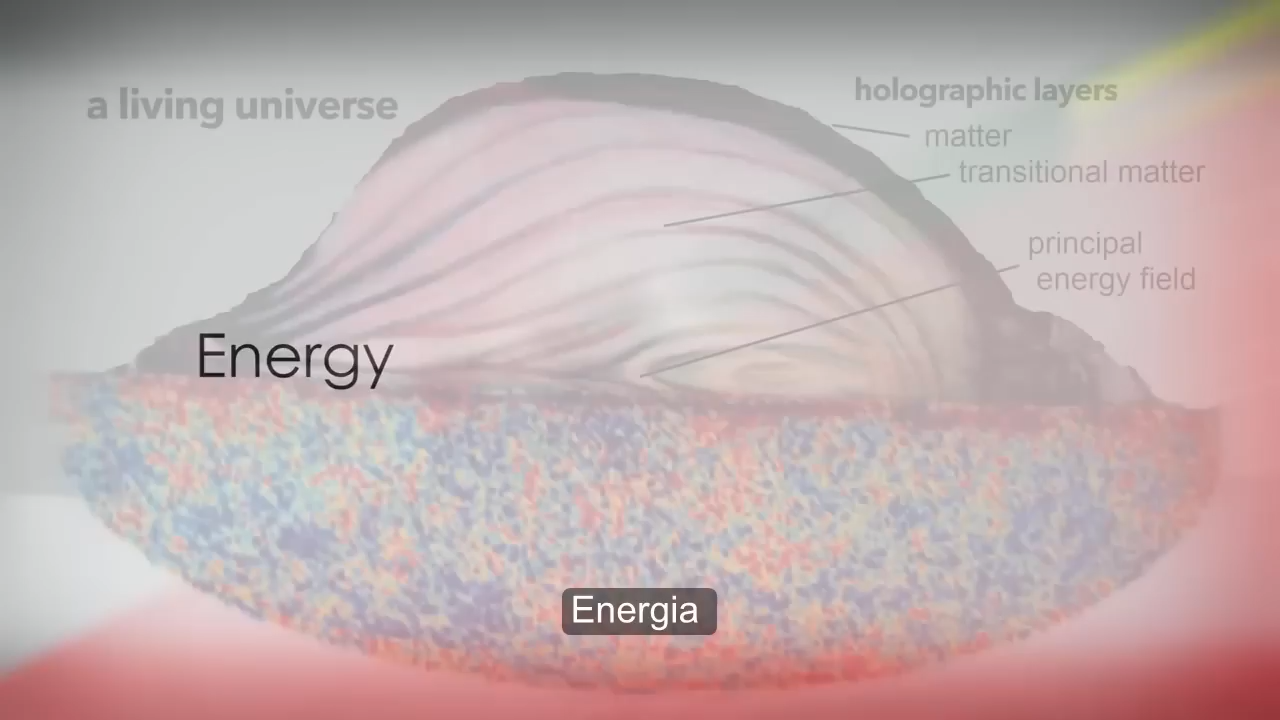 a living universe
holographic layers
matter
transitional matter
principal
energy field
Energy
Energia